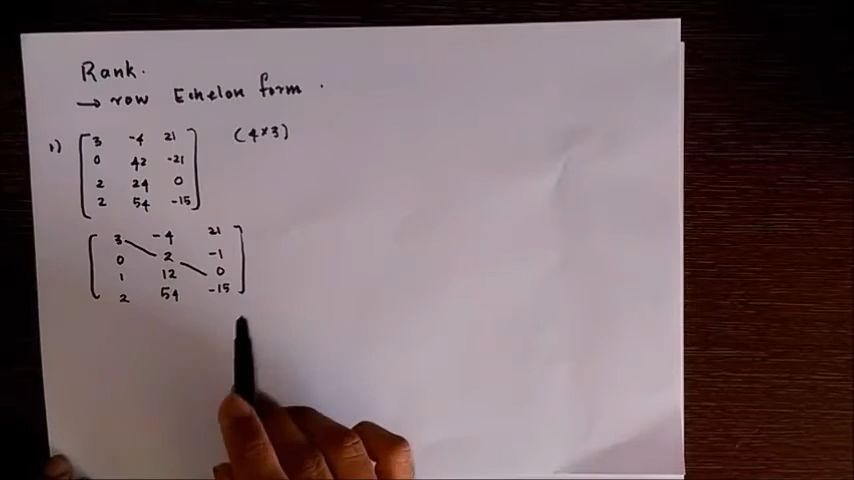 Rank.
→ row Echelon form .
1) 3 -4 21 (4×3)
0 42 -21
2 24 0
2 54 -15
3 -4 21
0 2 -1
1 12 0
2 54 -15